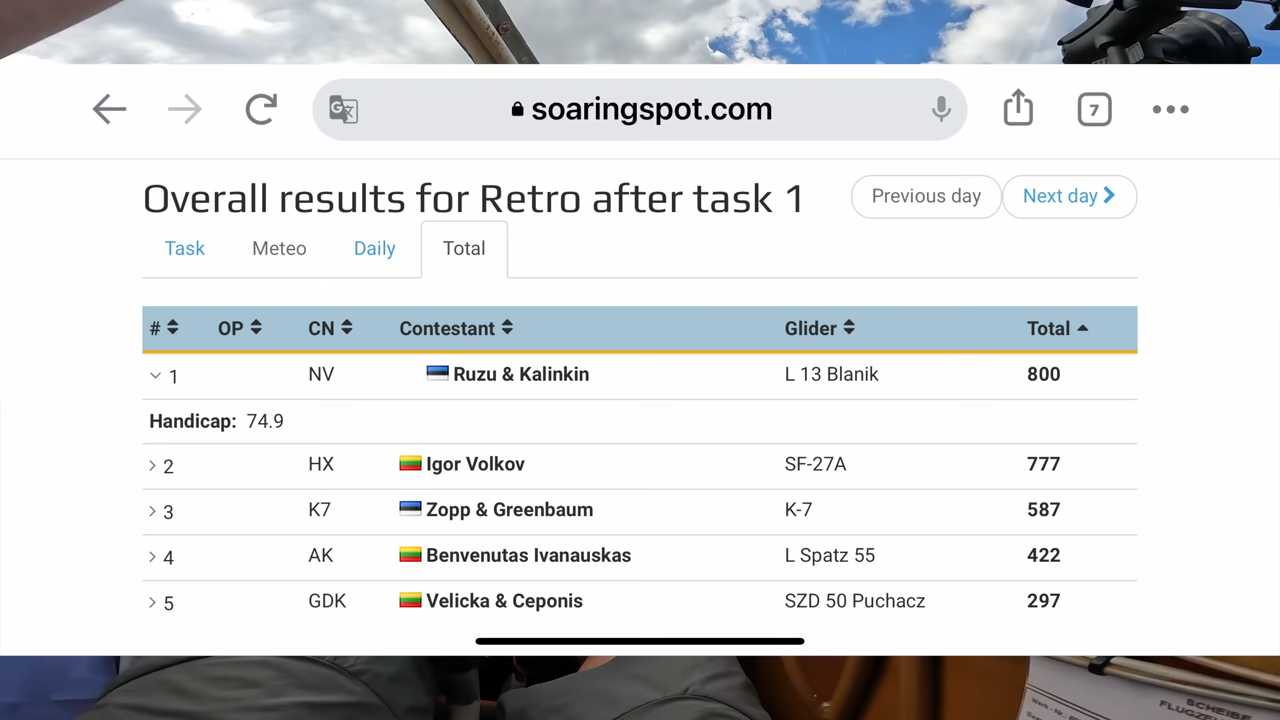 soaringspot.com
7
Overall results for Retro after task 1
Previous day
Next day
Task Meteo Daily Total
# OP CN Contestant Glider Total
1 NV Ruzu & Kalinkin L 13 Blanik 800
Handicap: 74.9
2 HX Igor Volkov SF-27A 777
3 K7 Zopp & Greenbaum K-7 587
4 AK Benvenutas Ivanauskas L Spatz 55 422
5 GDK Velicka & Ceponis SZD 50 Puchacz 297
SCHEIBE
Werk - Nr.